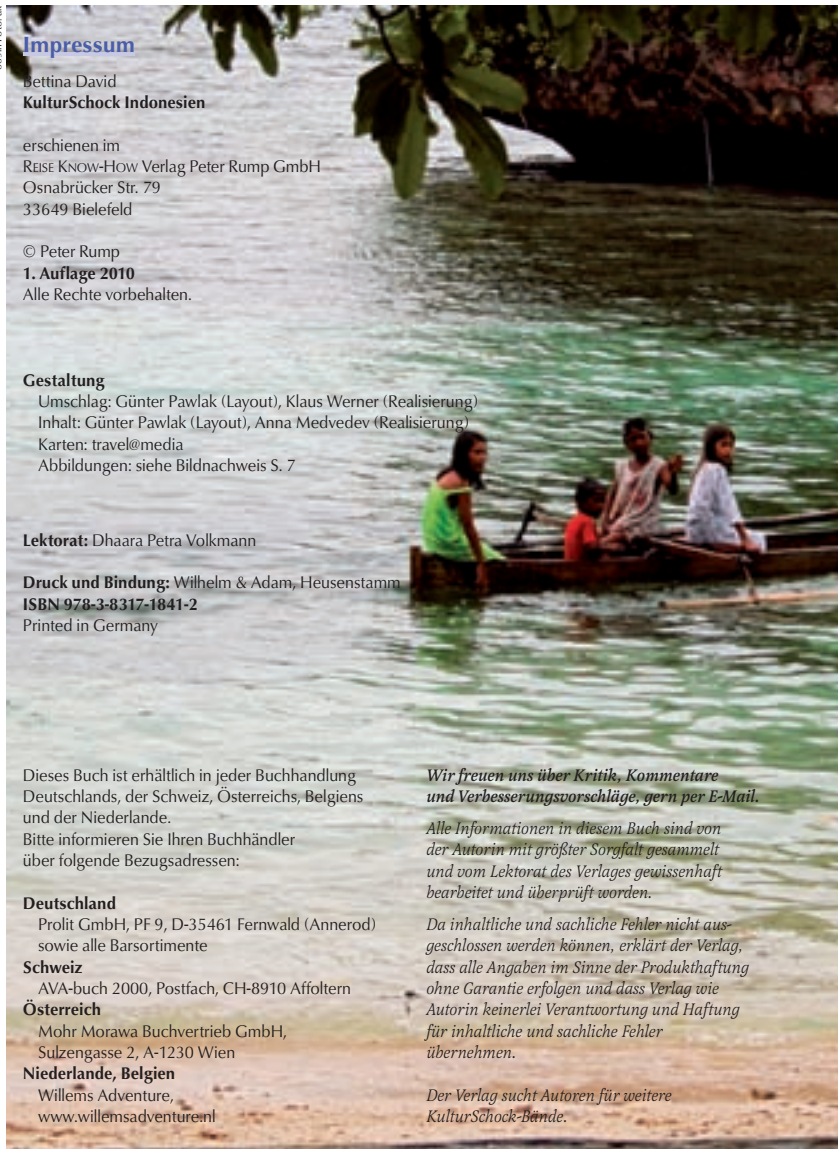 Impressum
Bettina David
KulturSchock Indonesien
erschienen im
REISE KNOW-HOW Verlag Peter Rump GmbH
Osnabrücker Str. 79
33649 Bielefeld
© Peter Rump
1. Auflage 2010
Alle Rechte vorbehalten.
Gestaltung
Umschlag: Günter Pawlak (Layout), Klaus Werner (Realisierung)
Inhalt: Günter Pawlak (Layout), Anna Medvedev (Realisierung)
Karten: travel@media
Abbildungen: siehe Bildnachweis S. 7
Lektorat: Dhaara Petra Volkmann
Druck und Bindung: Wilhelm & Adam, Heusenstamm
ISBN 978-3-8317-1841-2
Printed in Germany
Dieses Buch ist erhältlich in jeder Buchhandlung
Deutschlands, der Schweiz, Österreichs, Belgiens
und der Niederlande.
Bitte informieren Sie Ihren Buchhändler
über folgende Bezugsadressen:
Deutschland
Prolit GmbH, PF 9, D-35461 Fernwald (Annerod)
sowie alle Barsortimente
Schweiz
AVA-buch 2000, Postfach, CH-8910 Affoltern
Österreich
Mohr Morawa Buchvertrieb GmbH,
Sulzengasse 2, A-1230 Wien
Niederlande, Belgien
Willems Adventure,
www.willemsadventure.nl
Wir freuen uns über Kritik, Kommentare
und Verbesserungsvorschläge, gern per E-Mail.
Alle Informationen in diesem Buch sind von
der Autorin mit größter Sorgfalt gesammelt
und vom Lektorat des Verlages gewissenhaft
bearbeitet und überprüft worden.
Da inhaltliche und sachliche Fehler nicht aus-
geschlossen werden können, erklärt der Verlag,
dass alle Angaben im Sinne der Produkthaftung
ohne Garantie erfolgen und dass Verlag wie
Autorin keinerlei Verantwortung und Haftung
für inhaltliche und sachliche Fehler
übernehmen.
Der Verlag sucht Autoren für weitere
KulturSchock-Bände.